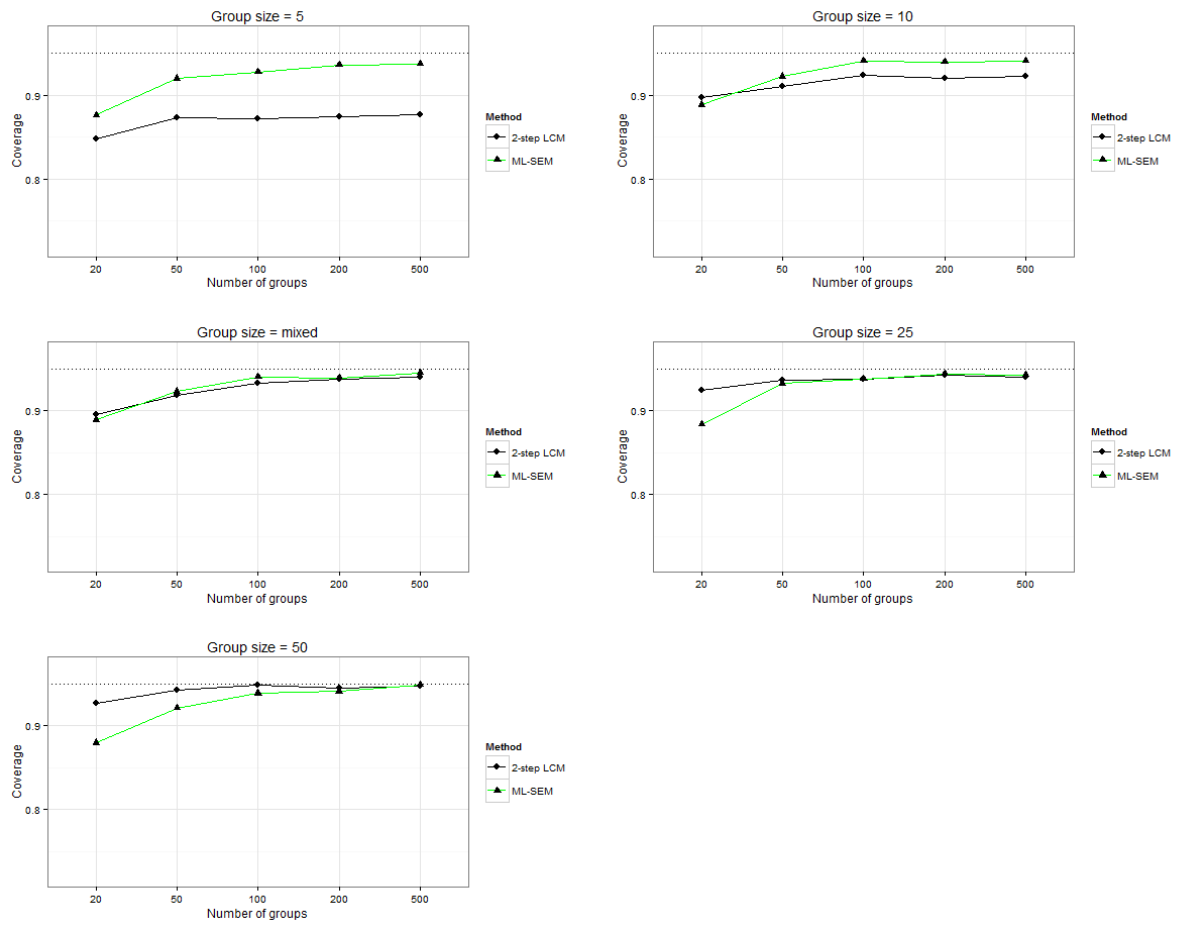 Group size = 5
Coverage
0.9
0.8
20 50 100 200 500
Number of groups
Method
2-step LCM
ML-SEM
Group size = 10
Coverage
0.9
0.8
20 50 100 200 500
Number of groups
Method
2-step LCM
ML-SEM
Group size = mixed
Coverage
0.9
0.8
20 50 100 200 500
Number of groups
Method
2-step LCM
ML-SEM
Group size = 25
Coverage
0.9
0.8
20 50 100 200 500
Number of groups
Method
2-step LCM
ML-SEM
Group size = 50
Coverage
0.9
0.8
20 50 100 200 500
Number of groups
Method
2-step LCM
ML-SEM